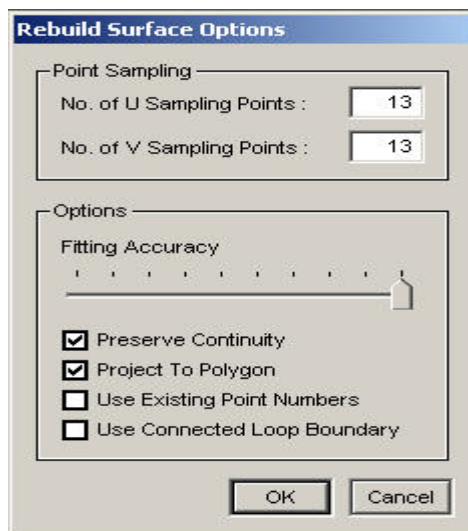 Rebuild Surface Options
Point Sampling
No. of U Sampling Points : 13
No. of V Sampling Points : 13
Options
Fitting Accuracy
Preserve Continuity
Project To Polygon
Use Existing Point Numbers
Use Connected Loop Boundary
OK Cancel